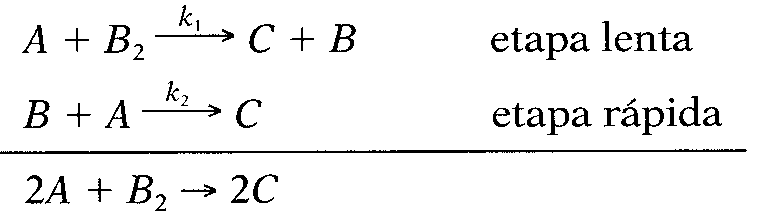 A + B₂ —k₁→ C + B etapa lenta
B + A —k₂→ C etapa rápida
2A + B₂ → 2C